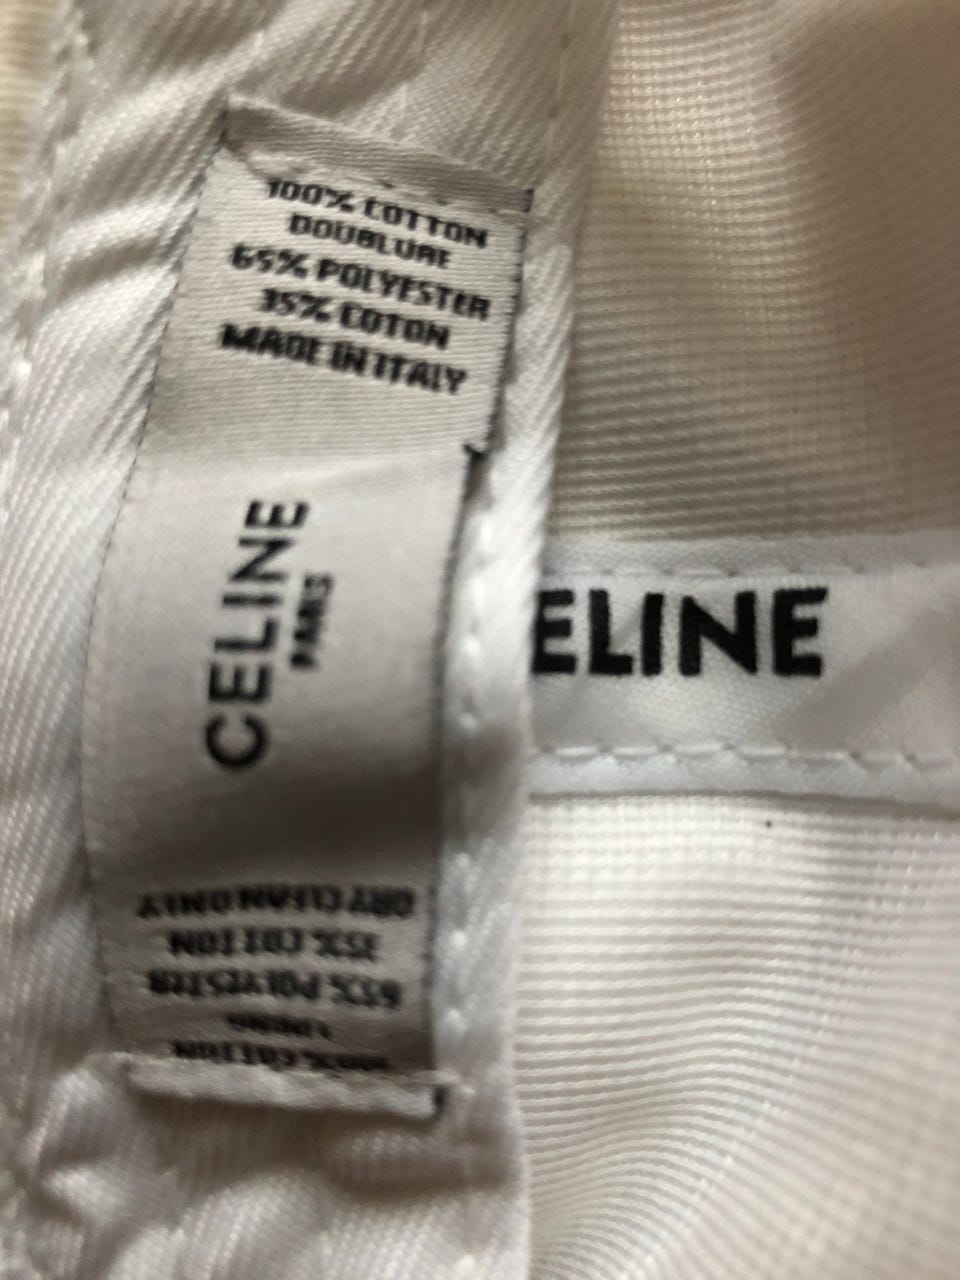 100% COTTON
DOUBLURE
65% POLYESTER
35% COTON
MADE IN ITALY
CELINE
PARIS
ELINE
DRY CLEAN ONLY
35% COTTON
65% POLYESTER
LINING
100% COTTON